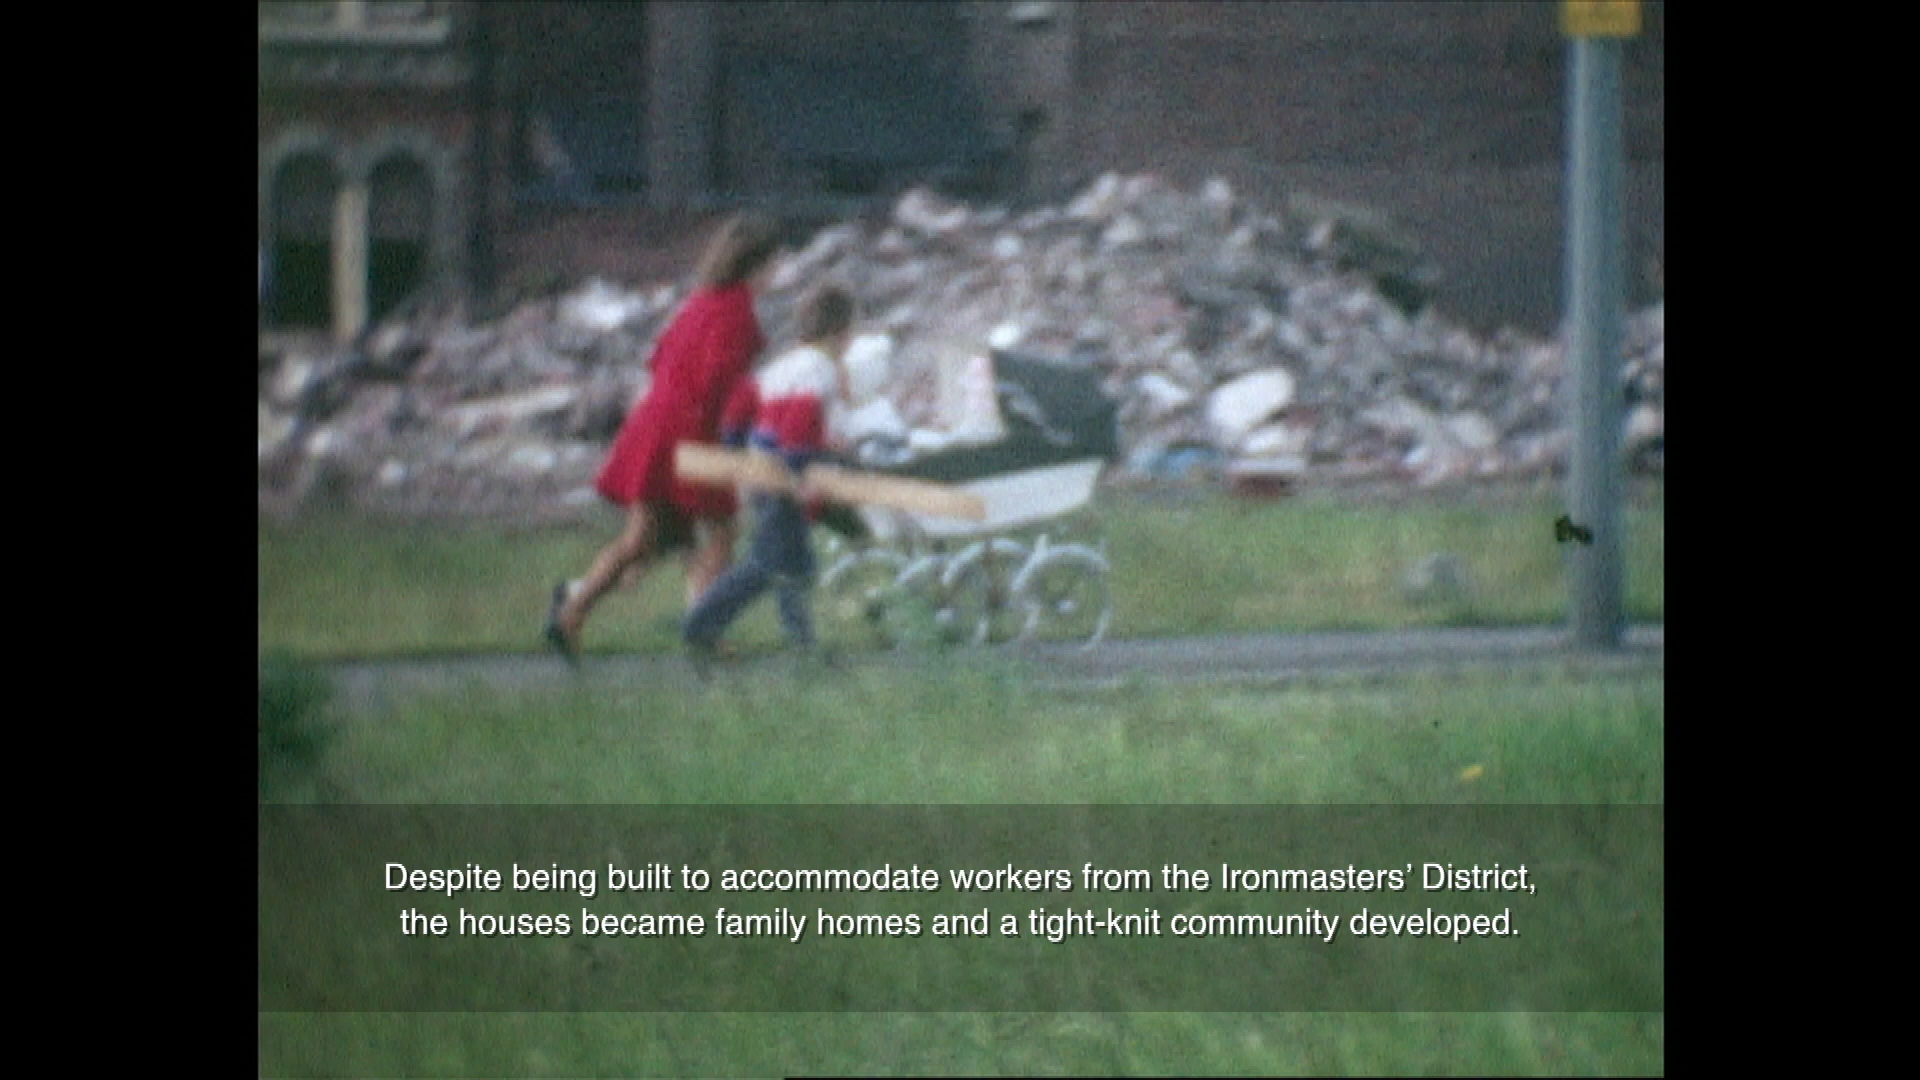 Despite being built to accommodate workers from the Ironmasters’ District,
the houses became family homes and a tight-knit community developed.